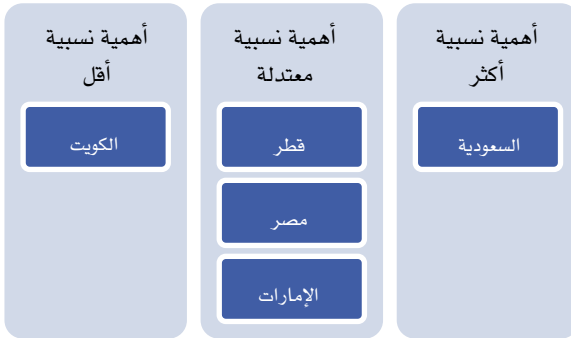 أهمية نسبية
أكثر
السعودية
أهمية نسبية
معتدلة
قطر
مصر
الإمارات
أهمية نسبية
أقل
الكويت